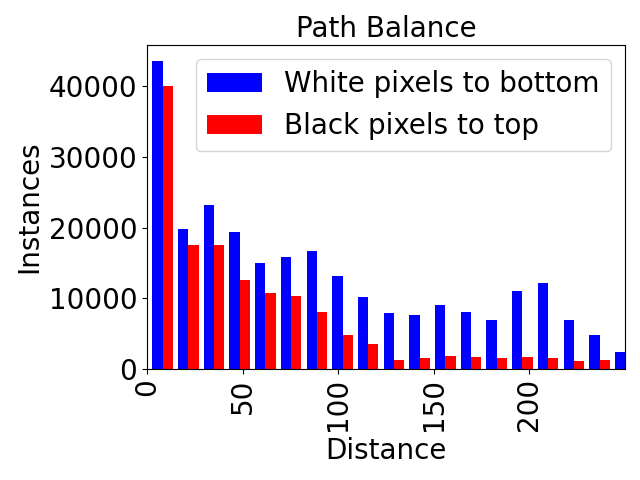 Path Balance
White pixels to bottom
Black pixels to top
Instances
40000
30000
20000
10000
0
0
50
100
150
200
Distance